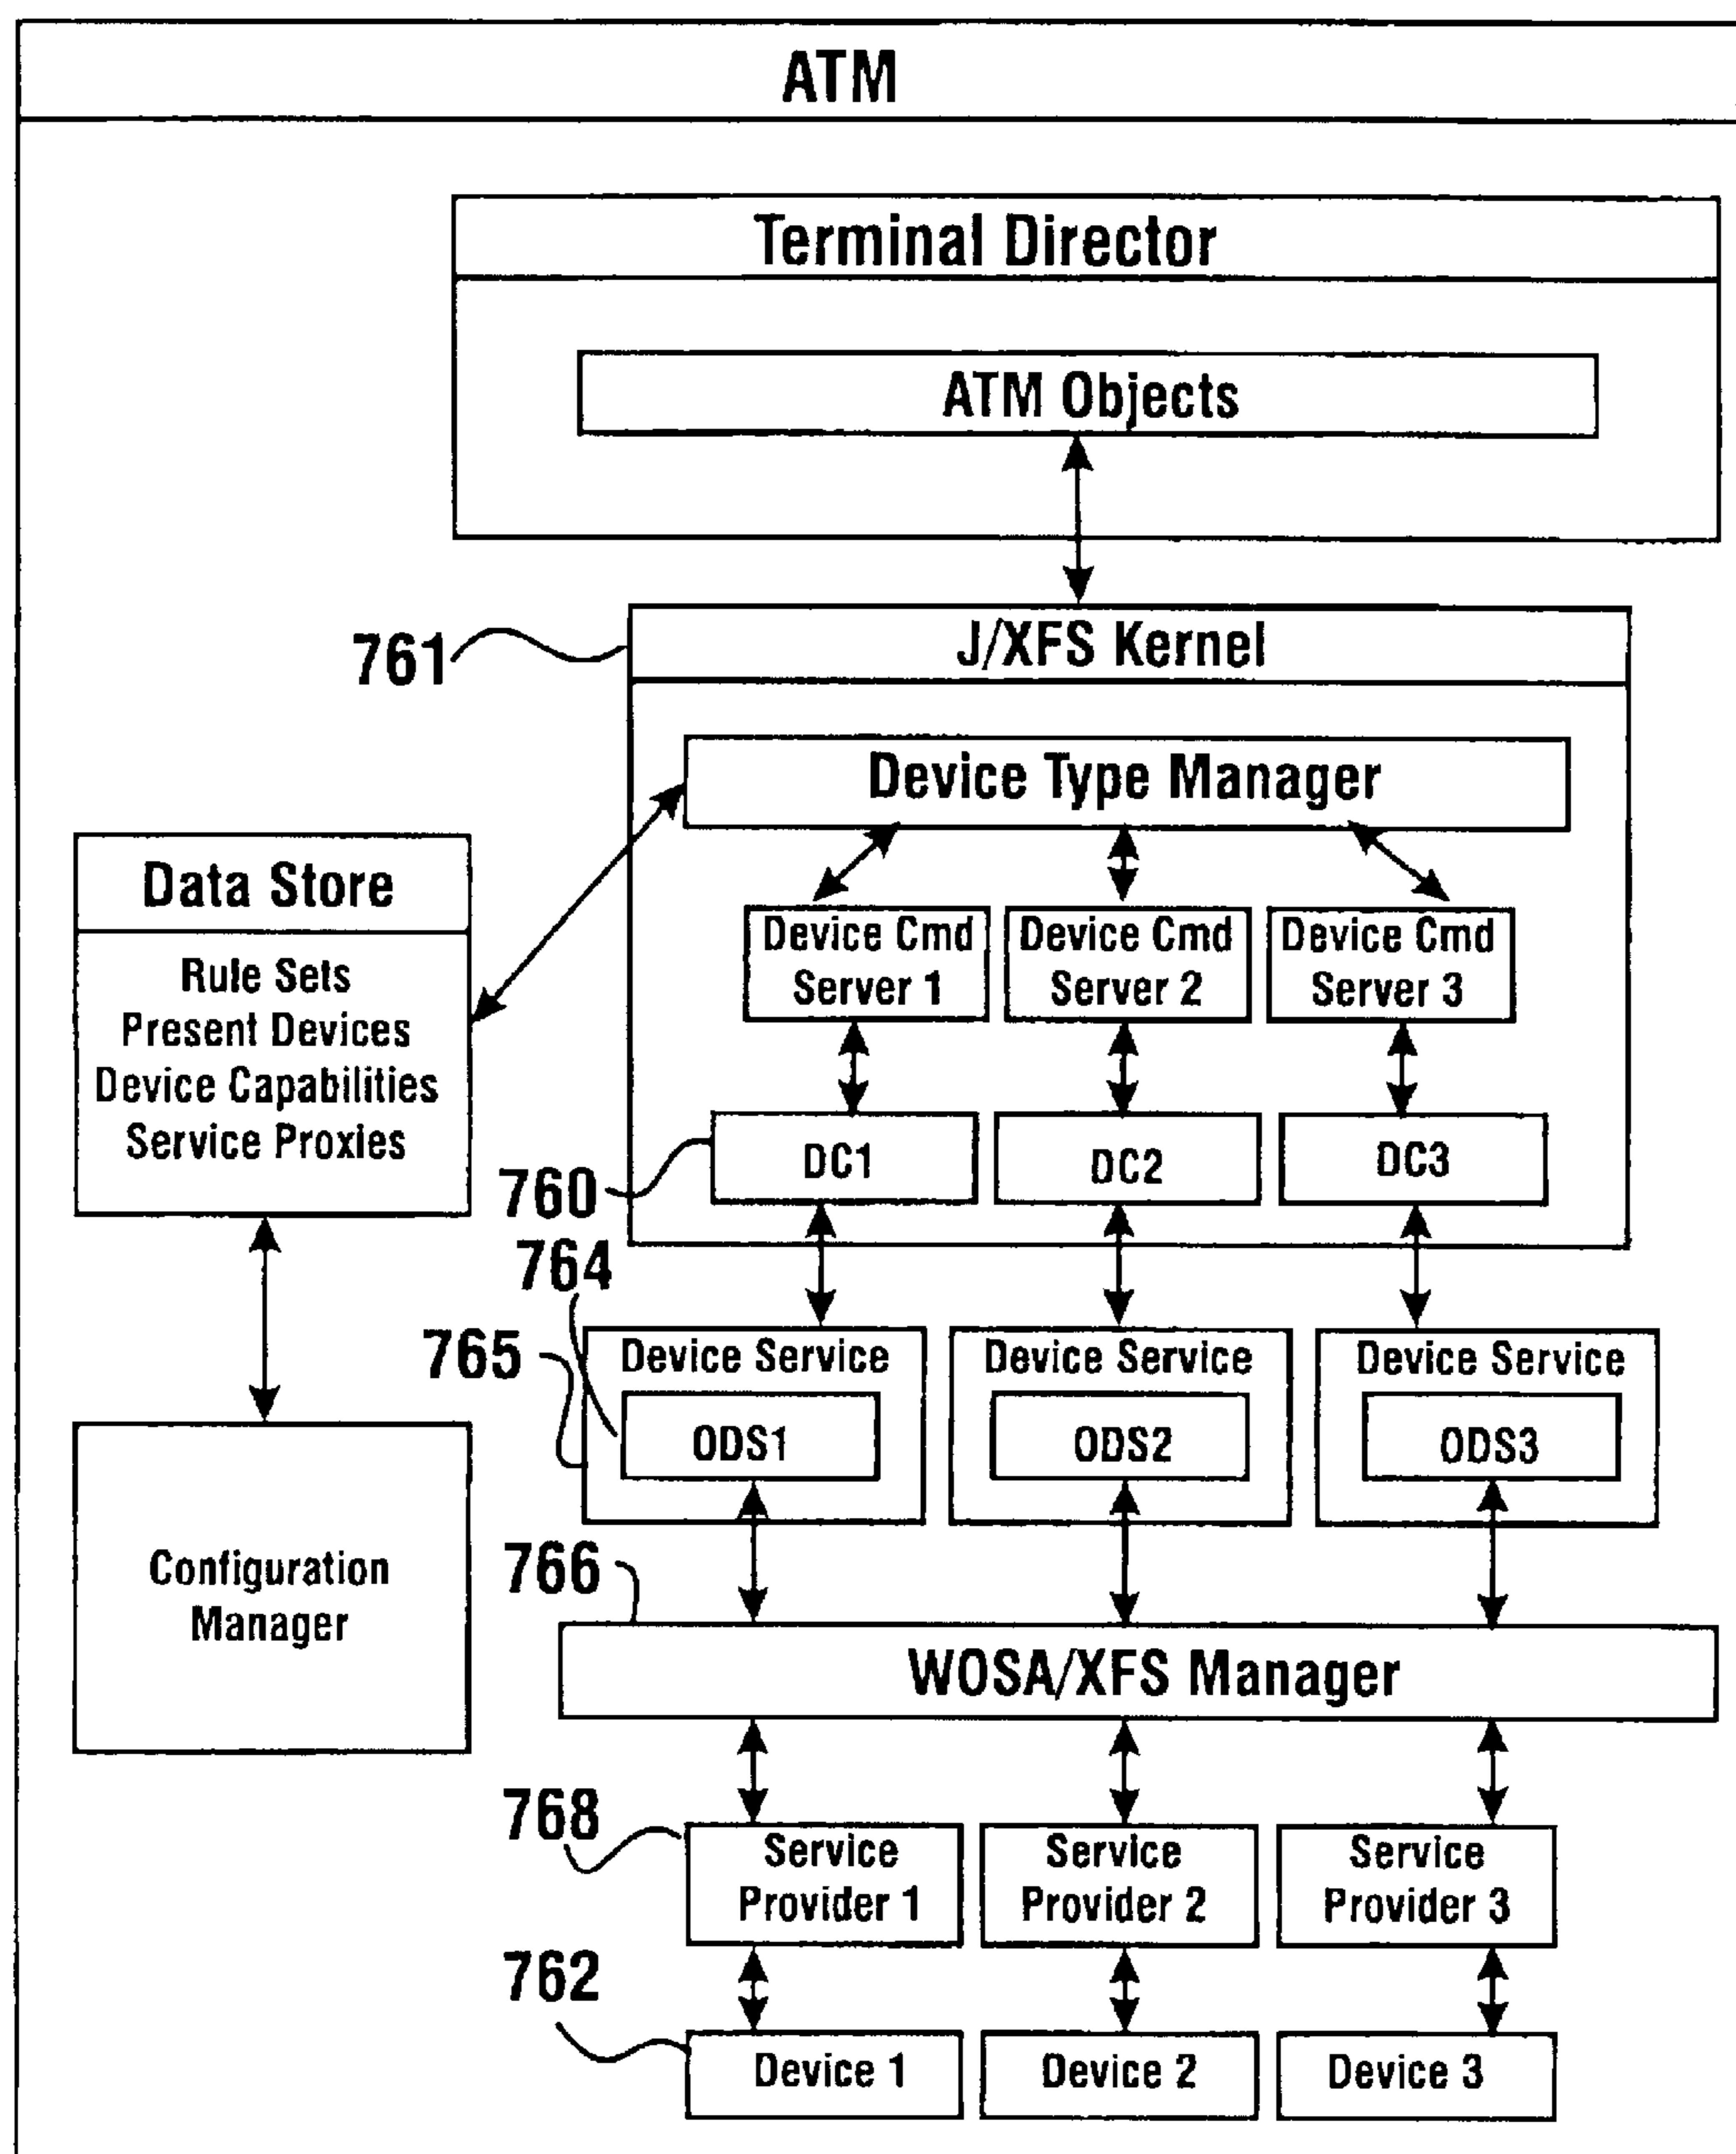 ATM
Terminal Director
ATM Objects
761
J/XFS Kernel
Device Type Manager
Data Store
Rule Sets
Present Devices
Device Capabilities
Service Proxies
Device Cmd
Server 1
Device Cmd
Server 2
Device Cmd
Server 3
760
DC1
DC2
DC3
764
765
Device Service
ODS1
Device Service
ODS2
Device Service
ODS3
Configuration
Manager
766
WOSA/XFS Manager
768
Service
Provider 1
Service
Provider 2
Service
Provider 3
762
Device 1
Device 2
Device 3